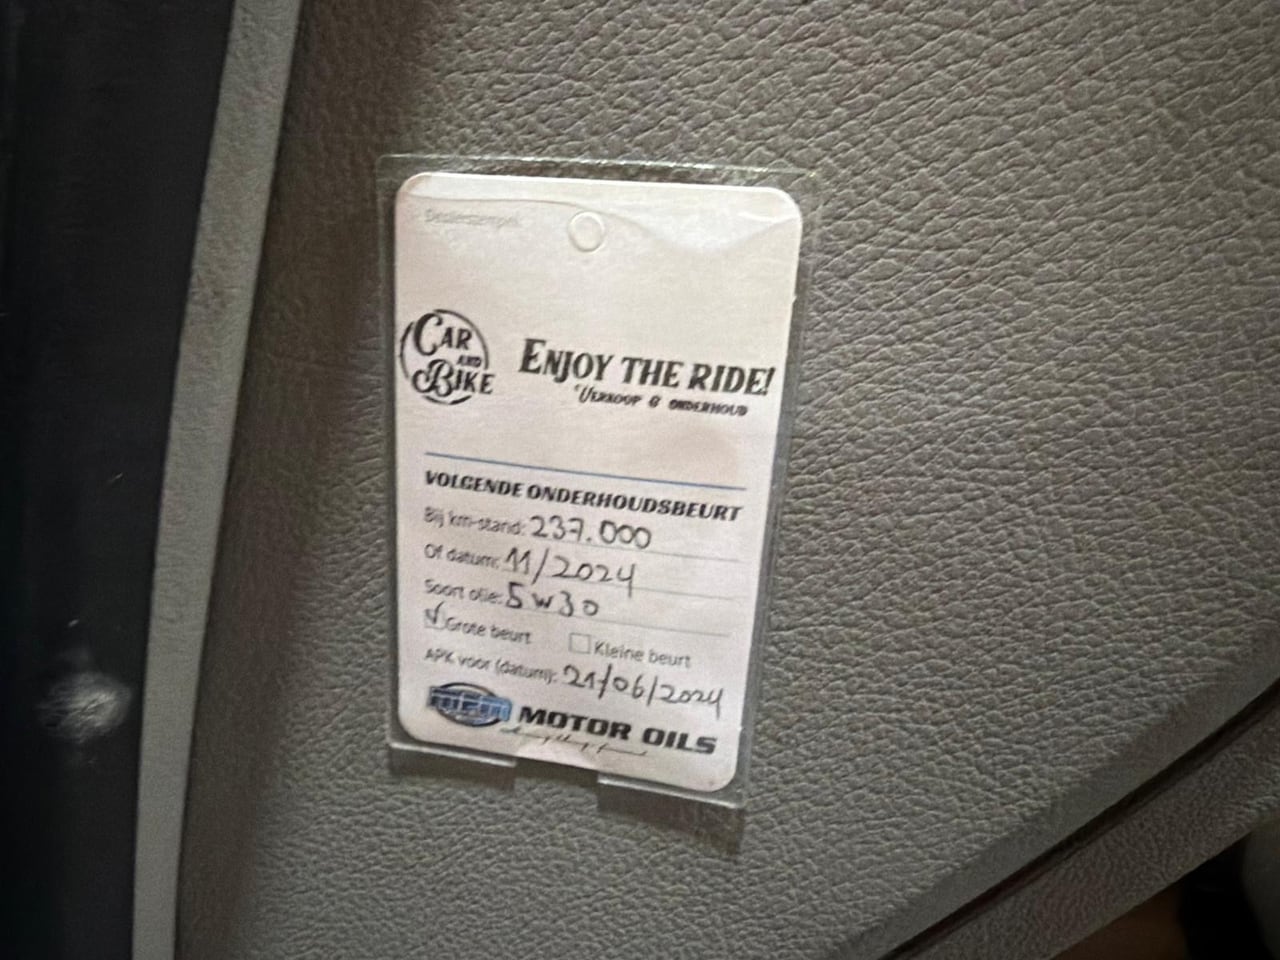 Dealerstempel
CAR AND BIKE
ENJOY THE RIDE!
VERKOOP & ONDERHOUD
VOLGENDE ONDERHOUDSBEURT
Bij km-stand: 237.000
Of datum: 11/2024
Soort olie: 5w30
Grote beurt Kleine beurt
APK voor (datum): 21/06/2024
MOTOR OILS